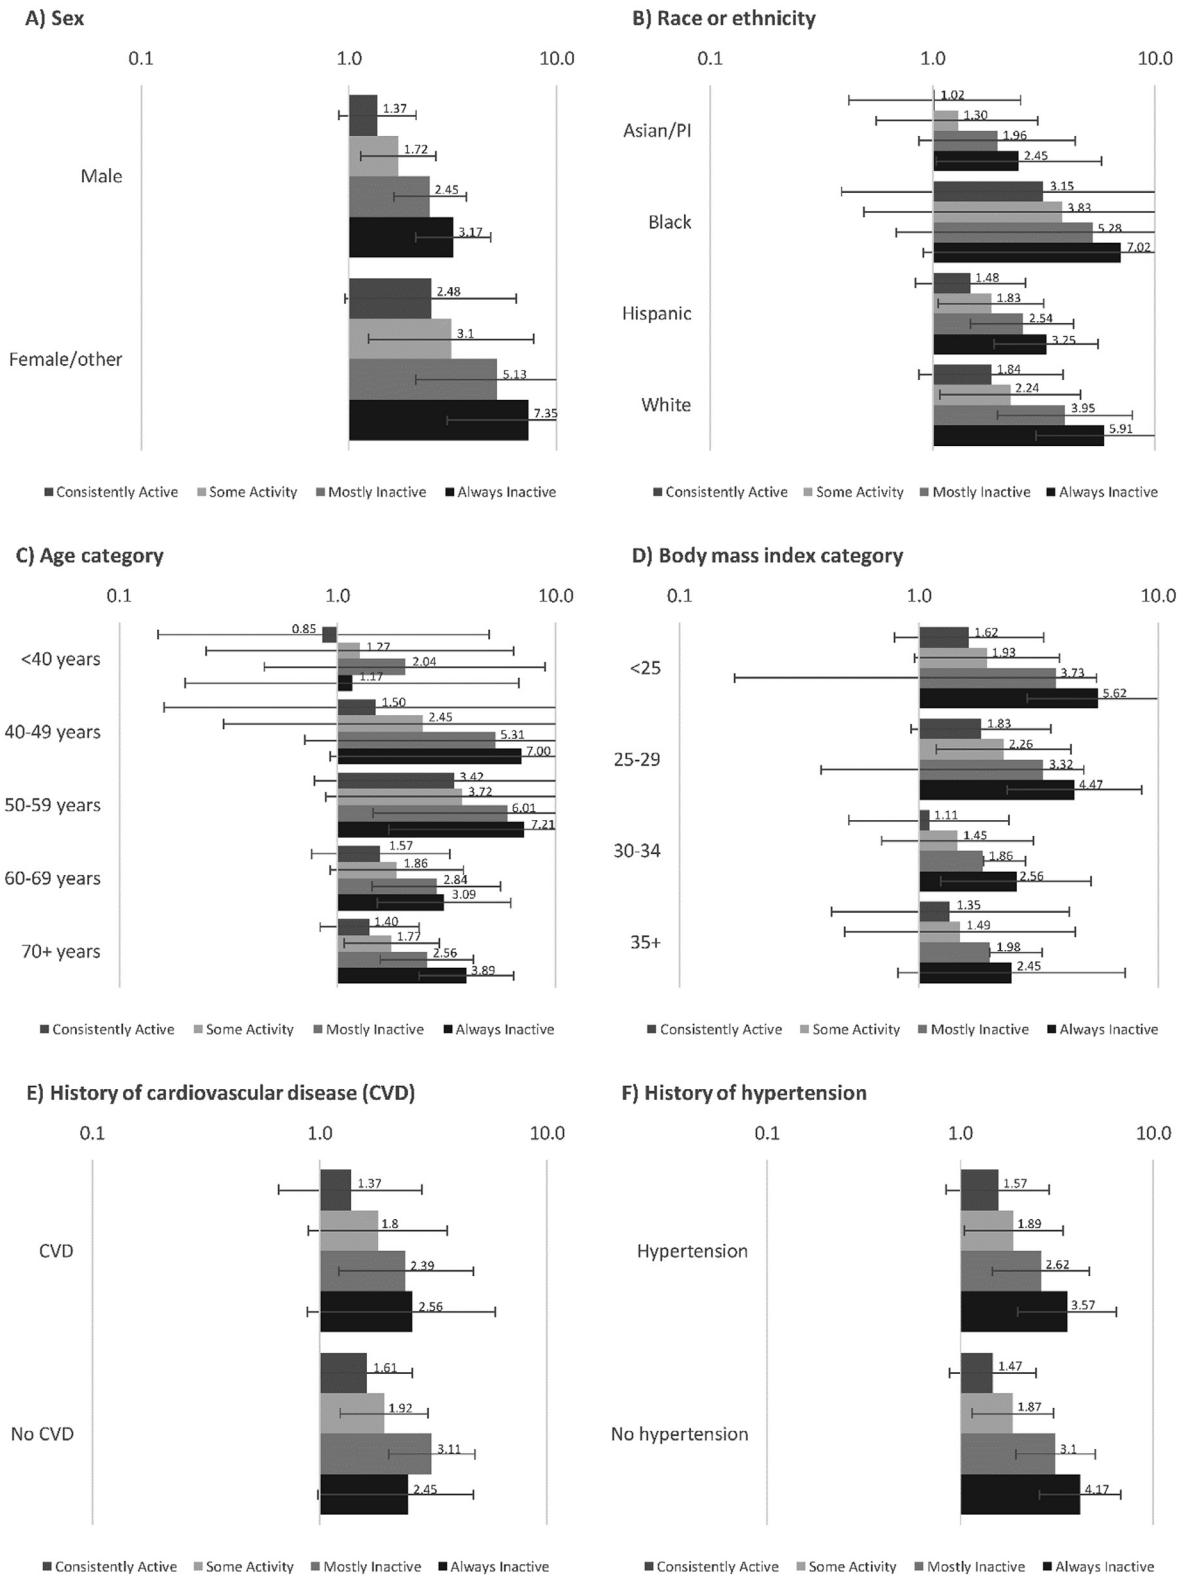 A) Sex
0.1 1.0 10.0
1.37
1.72
Male
2.45
3.17
2.48
3.1
Female/other
5.13
7.35
Consistently Active Some Activity Mostly Inactive Always Inactive
B) Race or ethnicity
0.1 1.0 10.0
1.02
1.30
Asian/PI
1.96
2.45
3.15
3.83
Black
5.28
7.02
1.48
1.83
Hispanic
2.54
3.25
1.84
2.24
White
3.95
5.91
Consistently Active Some Activity Mostly Inactive Always Inactive
C) Age category
0.1 1.0 10.0
0.85
1.27
<40 years
2.04
1.17
1.50
2.45
40-49 years
5.31
7.00
3.42
3.72
50-59 years
6.01
7.21
1.57
1.86
60-69 years
2.84
3.09
1.40
1.77
70+ years
2.56
3.89
Consistently Active Some Activity Mostly Inactive Always Inactive
D) Body mass index category
0.1 1.0 10.0
1.62
1.93
<25
3.73
5.62
1.83
2.26
25-29
3.32
4.47
1.11
1.45
30-34
1.86
2.56
1.35
1.49
35+
1.98
2.45
Consistently Active Some Activity Mostly Inactive Always Inactive
E) History of cardiovascular disease (CVD)
0.1 1.0 10.0
1.37
1.8
CVD
2.39
2.56
1.61
1.92
No CVD
3.11
2.45
Consistently Active Some Activity Mostly Inactive Always Inactive
F) History of hypertension
0.1 1.0 10.0
1.57
1.89
Hypertension
2.62
3.57
1.47
1.87
No hypertension
3.1
4.17
Consistently Active Some Activity Mostly Inactive Always Inactive